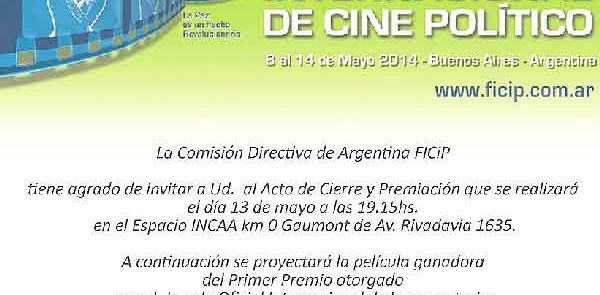 DE CINE POLÍTICO
La Paz
es un hecho
Revolucionario
8 al 14 de Mayo 2014 - Buenos Aires - Argentina
www.ficip.com.ar
La Comisión Directiva de Argentina FICiP
tiene agrado de invitar a Ud. al Acto de Cierre y Premiación que se realizará
el día 13 de mayo a las 19.15hs.
en el Espacio INCAA km 0 Gaumont de Av. Rivadavia 1635.
A continuación se proyectará la película ganadora
del Primer Premio otorgado